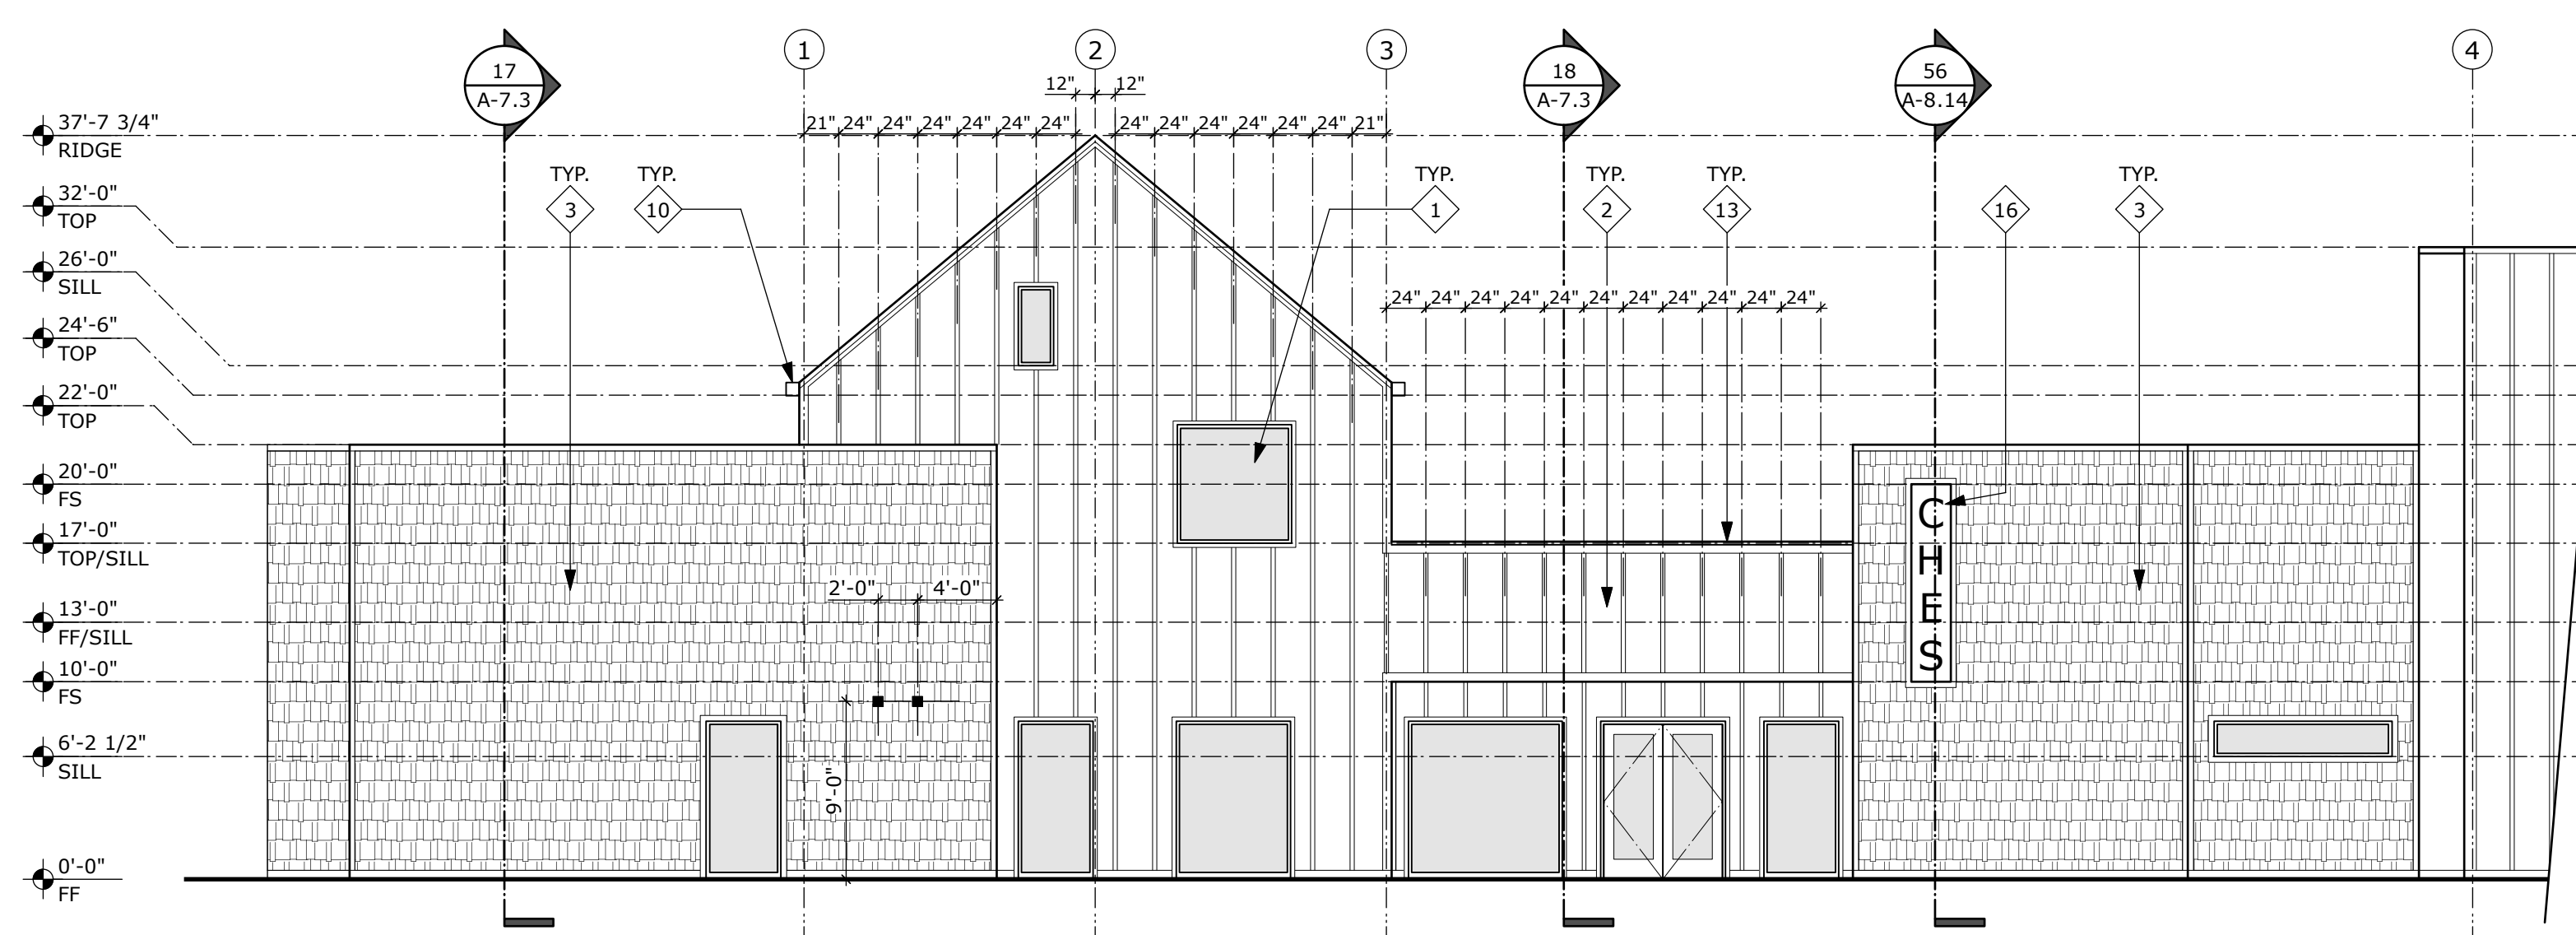 17
A-7.3
1
2
3
18
A-7.3
56
A-8.14
4
12" 12"
21" 24" 24" 24" 24" 24" 24" 24" 24" 24" 24" 24" 24" 21"
37'-7 3/4"
RIDGE
TYP.
3
TYP.
10
TYP.
1
TYP.
2
TYP.
13
16
TYP.
3
32'-0"
TOP
26'-0"
SILL
24" 24" 24" 24" 24" 24" 24" 24" 24" 24" 24"
24'-6"
TOP
22'-0"
TOP
20'-0"
FS
17'-0"
TOP/SILL
C
H
E
S
2'-0" 4'-0"
13'-0"
FF/SILL
10'-0"
FS
6'-2 1/2"
SILL
9'-0"
0'-0"
FF